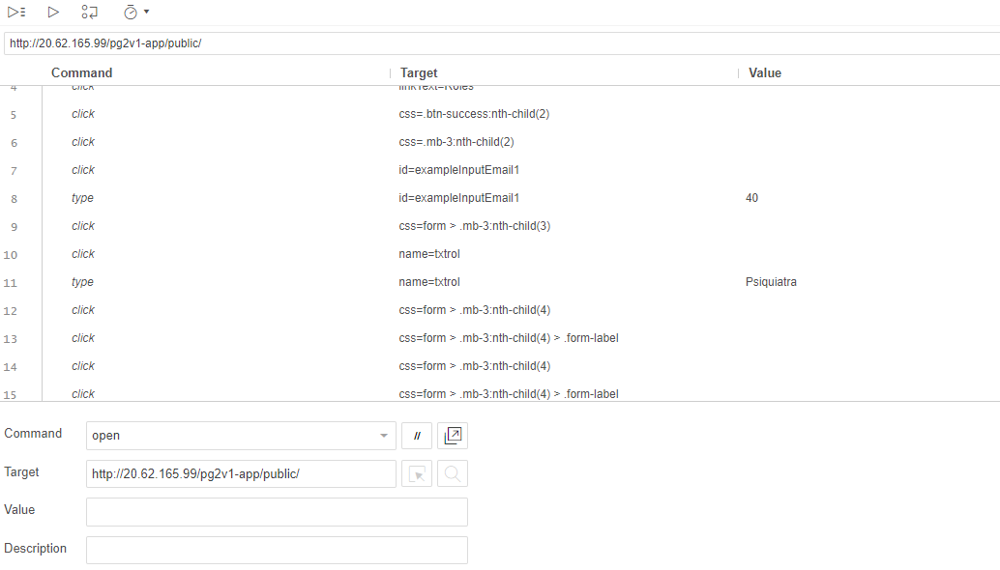 http://20.62.165.99/pg2v1-app/public/
Command Target Value
4 click linkText=Roles
5 click css=.btn-success:nth-child(2)
6 click css=.mb-3:nth-child(2)
7 click id=exampleInputEmail1
8 type id=exampleInputEmail1 40
9 click css=form > .mb-3:nth-child(3)
10 click name=txtrol
11 type name=txtrol Psiquiatra
12 click css=form > .mb-3:nth-child(4)
13 click css=form > .mb-3:nth-child(4) > .form-label
14 click css=form > .mb-3:nth-child(4)
15 click css=form > .mb-3:nth-child(4) > .form-label
Command open //
Target http://20.62.165.99/pg2v1-app/public/
Value
Description